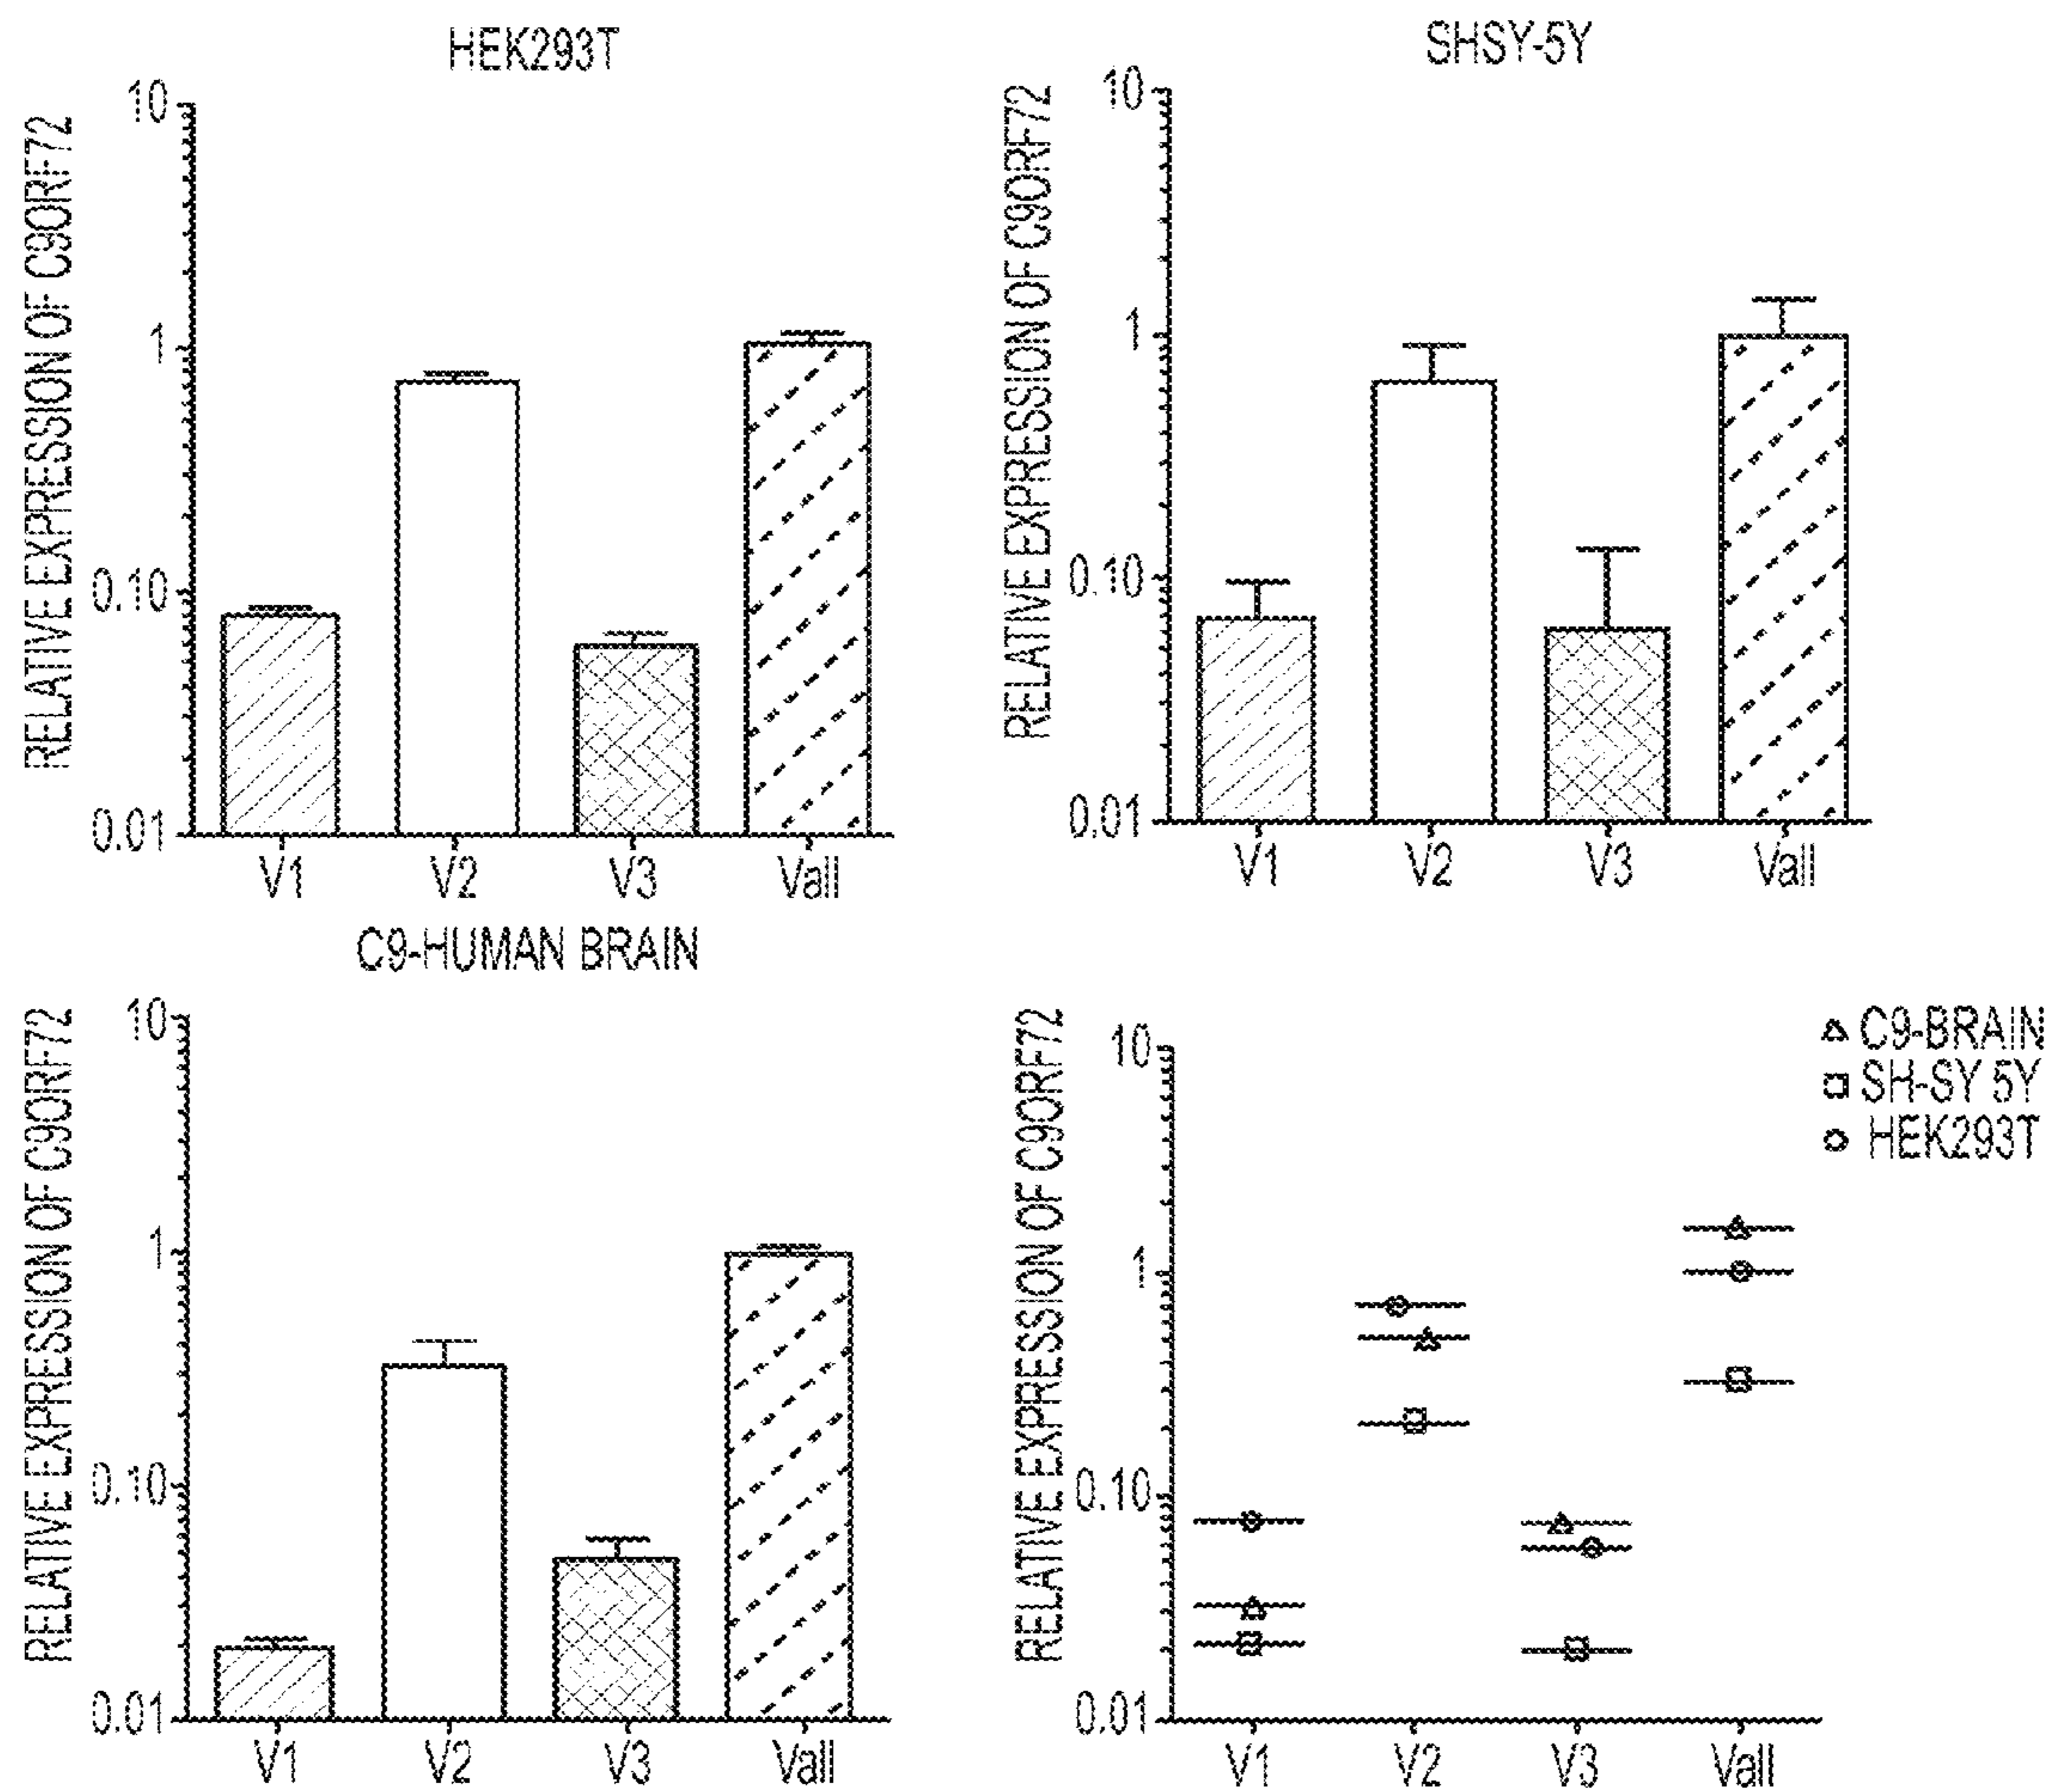 HEK293T
RELATIVE EXPRESSION OF C9ORF72
10
1
0.10
0.01
V1 V2 V3 Vall
SHSY-5Y
RELATIVE EXPRESSION OF C9ORF72
10
1
0.10
0.01
V1 V2 V3 Vall
C9-HUMAN BRAIN
RELATIVE EXPRESSION OF C9ORF72
10
1
0.10
0.01
V1 V2 V3 Vall
RELATIVE EXPRESSION OF C9ORF72
10
1
0.10
0.01
V1 V2 V3 Vall
C9-BRAIN
SH-SY 5Y
HEK293T